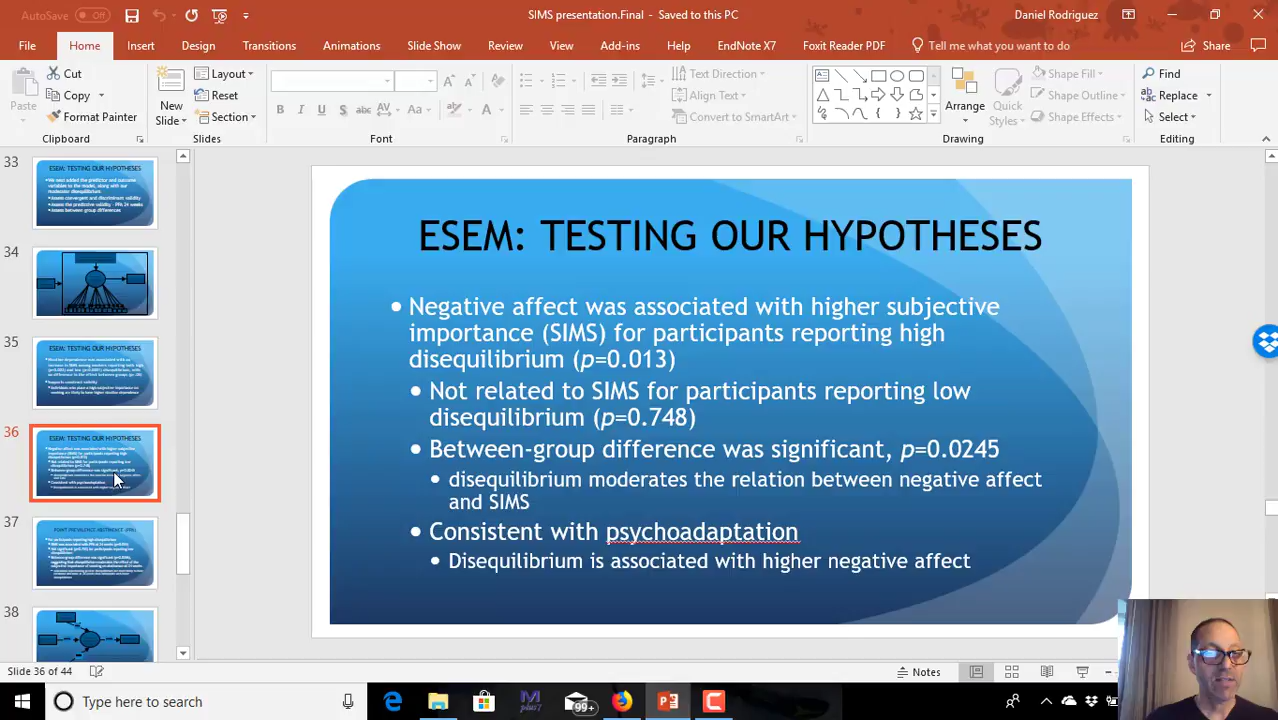 AutoSave Off
SIMS presentation.Final - Saved to this PC
Daniel Rodriguez
File Home Insert Design Transitions Animations Slide Show Review View Add-ins Help EndNote X7 Foxit Reader PDF Tell me what you want to do Share
Paste
Cut
Copy
Format Painter
Clipboard
New
Slide
Layout
Reset
Section
Slides
B I U S abc AV Aa A
Font
Text Direction
Align Text
Convert to SmartArt
Paragraph
Arrange
Quick
Styles
Shape Fill
Shape Outline
Shape Effects
Drawing
Find
Replace
Select
Editing
33
ESEM: TESTING OUR HYPOTHESES
34
35
ESEM: TESTING OUR HYPOTHESES
36
ESEM: TESTING OUR HYPOTHESES
37
38
ESEM: TESTING OUR HYPOTHESES
• Negative affect was associated with higher subjective
importance (SIMS) for participants reporting high
disequilibrium (p=0.013)
• Not related to SIMS for participants reporting low
disequilibrium (p=0.748)
• Between-group difference was significant, p=0.0245
• disequilibrium moderates the relation between negative affect
and SIMS
• Consistent with psychoadaptation
• Disequilibrium is associated with higher negative affect
Slide 36 of 44
Notes
Type here to search
M
plus7
99+